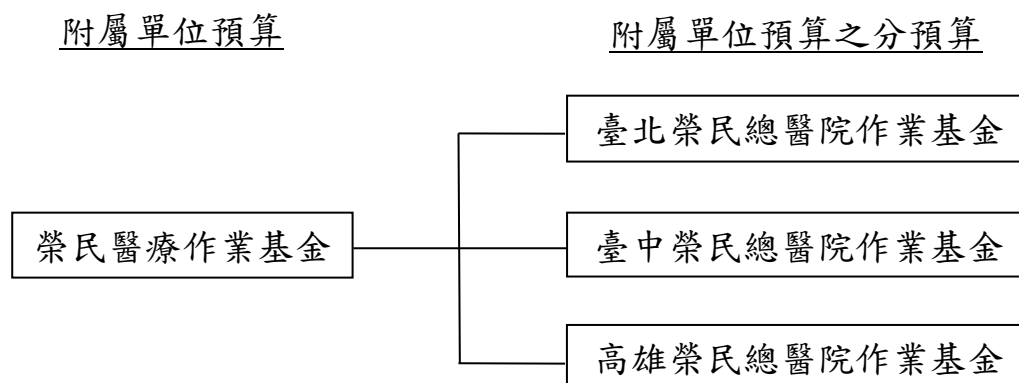 附屬單位預算
附屬單位預算之分預算
臺北榮民總醫院作業基金
榮民醫療作業基金
臺中榮民總醫院作業基金
高雄榮民總醫院作業基金